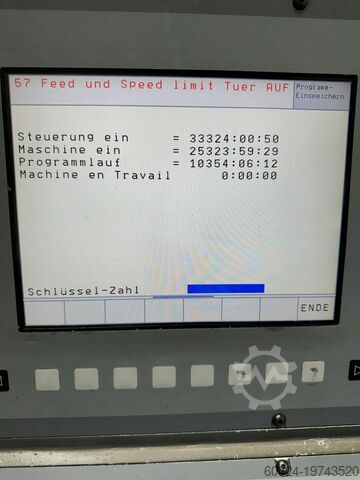 57 Feed und Speed limit Tuer AUF
Programm-
Einspeichern
Steuerung ein = 33324:00:50
Maschine ein = 25323:59:29
Programmlauf = 10354:06:12
Machine en Travail 0:00:00
Schlüssel-Zahl
ENDE
60324-19743520